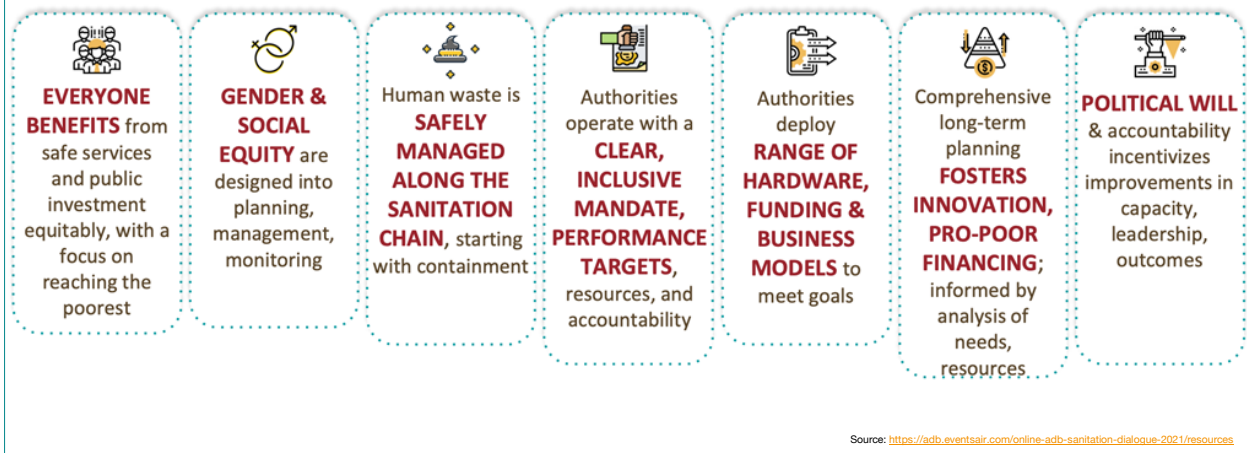 EVERYONE
BENEFITS from
safe services
and public
investment
equitably, with a
focus on
reaching the
poorest
GENDER &
SOCIAL
EQUITY are
designed into
planning,
management,
monitoring
Human waste is
SAFELY
MANAGED
ALONG THE
SANITATION
CHAIN, starting
with containment
Authorities
operate with a
CLEAR,
INCLUSIVE
MANDATE,
PERFORMANCE
TARGETS,
resources, and
accountability
Authorities
deploy
RANGE OF
HARDWARE,
FUNDING &
BUSINESS
MODELS to
meet goals
Comprehensive
long-term
planning
FOSTERS
INNOVATION,
PRO-POOR
FINANCING;
informed by
analysis of
needs,
resources
POLITICAL WILL
& accountability
incentivizes
improvements in
capacity,
leadership,
outcomes
Source: https://adb.eventsair.com/online-adb-sanitation-dialogue-2021/resources